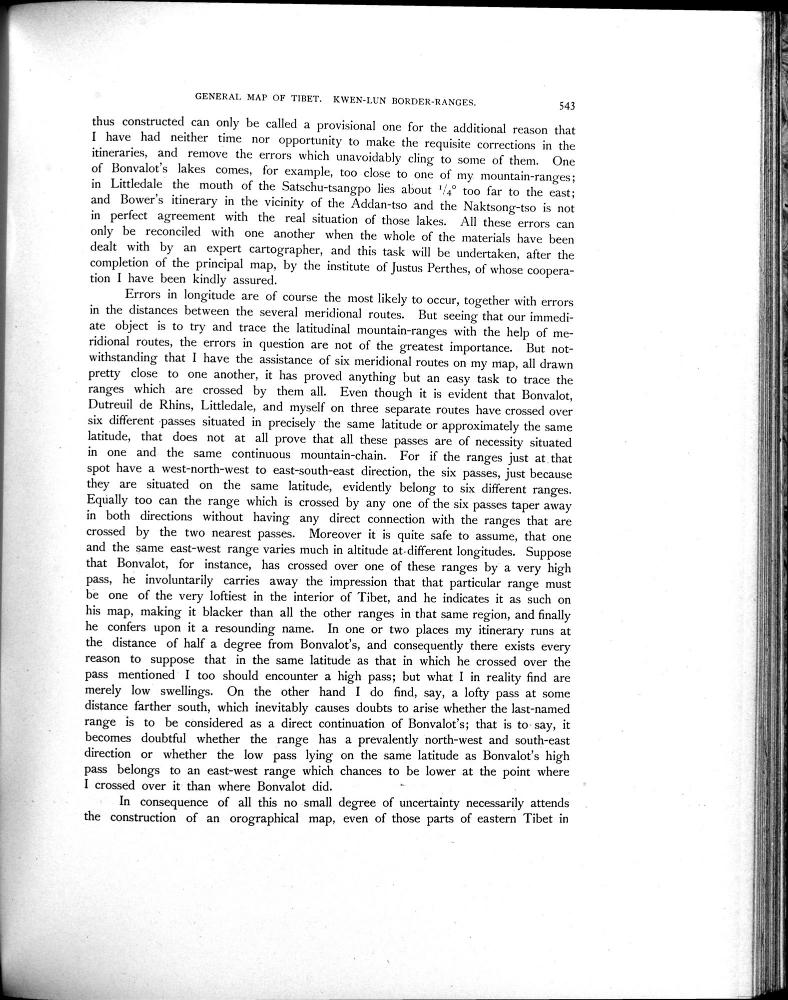 GENERAL MAP OF TIBET. KWEN-LUN BORDER-RANGES. 543
thus constructed can only be called a provisional one for the additional reason that
I have had neither time nor opportunity to make the requisite corrections in the
itineraries, and remove the errors which unavoidably cling to some of them. One
of Bonvalot's lakes comes, for example, too close to one of my mountain-ranges;
in Littledale the mouth of the Satschu-tsangpo lies about 1/4° too far to the east;
and Bower's itinerary in the vicinity of the Addan-tso and the Naktsong-tso is not
in perfect agreement with the real situation of those lakes. All these errors can
only be reconciled with one another when the whole of the materials have been
dealt with by an expert cartographer, and this task will be undertaken, after the
completion of the principal map, by the institute of Justus Perthes, of whose coopera-
tion I have been kindly assured.
Errors in longitude are of course the most likely to occur, together with errors
in the distances between the several meridional routes. But seeing that our immedi-
ate object is to try and trace the latitudinal mountain-ranges with the help of me-
ridional routes, the errors in question are not of the greatest importance. But not-
withstanding that I have the assistance of six meridional routes on my map, all drawn
pretty close to one another, it has proved anything but an easy task to trace the
ranges which are crossed by them all. Even though it is evident that Bonvalot,
Dutreuil de Rhins, Littledale, and myself on three separate routes have crossed over
six different passes situated in precisely the same latitude or approximately the same
latitude, that does not at all prove that all these passes are of necessity situated
in one and the same continuous mountain-chain. For if the ranges just at that
spot have a west-north-west to east-south-east direction, the six passes, just because
they are situated on the same latitude, evidently belong to six different ranges.
Equally too can the range which is crossed by any one of the six passes taper away
in both directions without having any direct connection with the ranges that are
crossed by the two nearest passes. Moreover it is quite safe to assume, that one
and the same east-west range varies much in altitude at different longitudes. Suppose
that Bonvalot, for instance, has crossed over one of these ranges by a very high
pass, he involuntarily carries away the impression that that particular range must
be one of the very loftiest in the interior of Tibet, and he indicates it as such on
his map, making it blacker than all the other ranges in that same region, and finally
he confers upon it a resounding name. In one or two places my itinerary runs at
the distance of half a degree from Bonvalot's, and consequently there exists every
reason to suppose that in the same latitude as that in which he crossed over the
pass mentioned I too should encounter a high pass; but what I in reality find are
merely low swellings. On the other hand I do find, say, a lofty pass at some
distance farther south, which inevitably causes doubts to arise whether the last-named
range is to be considered as a direct continuation of Bonvalot's; that is to say, it
becomes doubtful whether the range has a prevalently north-west and south-east
direction or whether the low pass lying on the same latitude as Bonvalot's high
pass belongs to an east-west range which chances to be lower at the point where
I crossed over it than where Bonvalot did.
In consequence of all this no small degree of uncertainty necessarily attends
the construction of an orographical map, even of those parts of eastern Tibet in